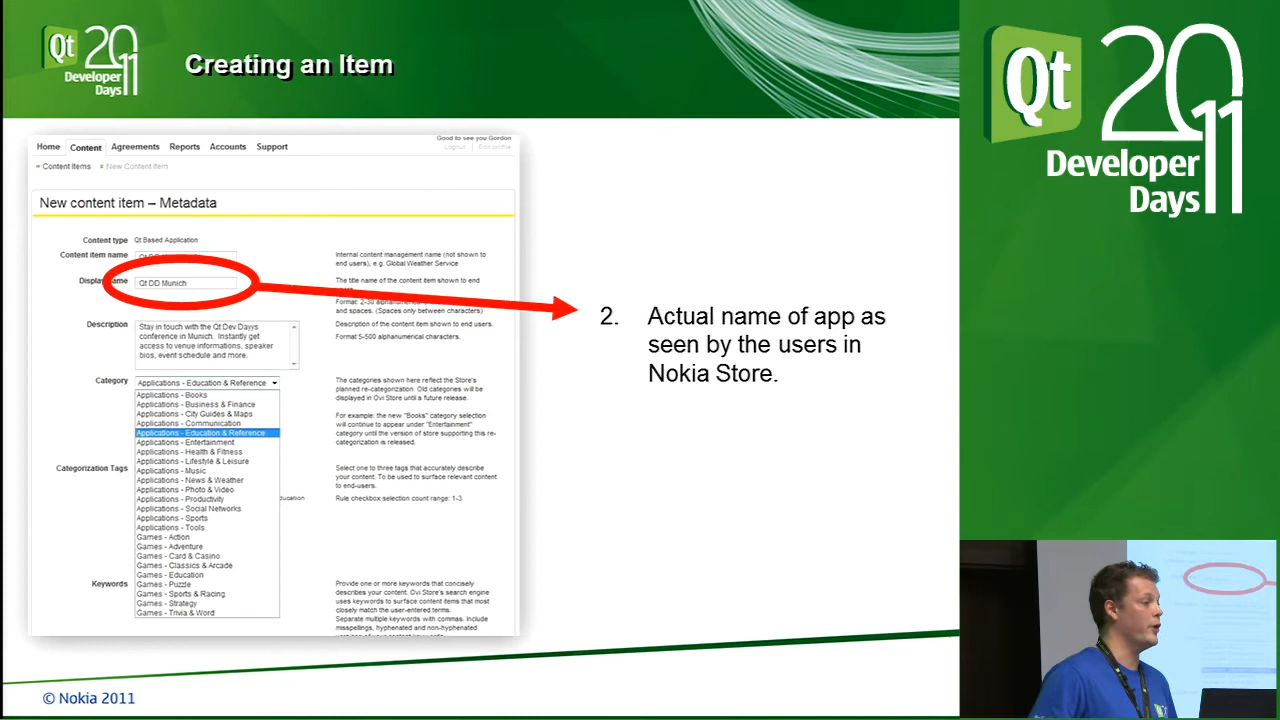 Qt 2011
Developer
Days
Creating an Item
Good to see you Gordon
Logout | Edit profile
Home Content Agreements Reports Accounts Support
Content Items New Content Item
New content item – Metadata
Content type Qt Based Application
Content item name
Internal content management name (not shown to
end users), e.g. Global Weather Service
Display name Qt DD Munich
The title name of the content item shown to end
Format: 2-30
and spaces. (Spaces only between characters)
Description
Stay in touch with the Qt Dev Dayys
conference in Munich. Instantly get
access to venue informations, speaker
bios, event schedule and more.
Description of the content item shown to end users.
Format 5-500 alphanumerical characters.
Category Applications - Education & Reference
Applications - Books
Applications - Business & Finance
Applications - City Guides & Maps
Applications - Communication
Applications - Education & Reference
Applications - Entertainment
Applications - Health & Fitness
Applications - Lifestyle & Leisure
Applications - Music
Applications - News & Weather
Applications - Photo & Video
Applications - Productivity
Applications - Social Networks
Applications - Sports
Applications - Tools
Games - Action
Games - Adventure
Games - Card & Casino
Games - Classics & Arcade
Games - Education
Games - Puzzle
Games - Sports & Racing
Games - Strategy
Games - Trivia & Word
The categories shown here reflect the Store's
planned re-categorization. Old categories will be
displayed in Ovi Store until a future release.
For example: the new "Books" category selection
will continue to appear under "Entertainment"
category until the version of store supporting this re-
categorization is released.
Categorization Tags
Select one to three tags that accurately describe
your content. To be used to surface relevant content
to end-users.
Rule checkbox selection count range: 1-3
Keywords
Provide one or more keywords that concisely
describes your content. Ovi Store's search engine
uses keywords to surface content items that most
closely match the user-entered terms.
Separate multiple keywords with commas. Include
misspellings, hyphenated and non-hyphenated
2. Actual name of app as
seen by the users in
Nokia Store.
© Nokia 2011
Qt 2011
Developer
Days